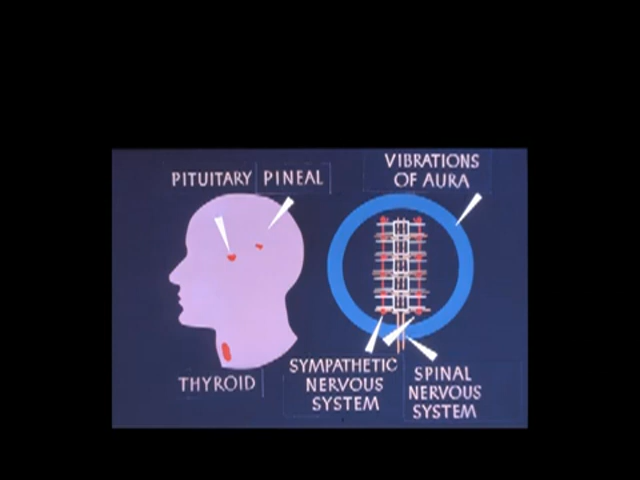 PITUITARY
PINEAL
VIBRATIONS
OF AURA
THYROID
SYMPATHETIC
NERVOUS
SYSTEM
SPINAL
NERVOUS
SYSTEM